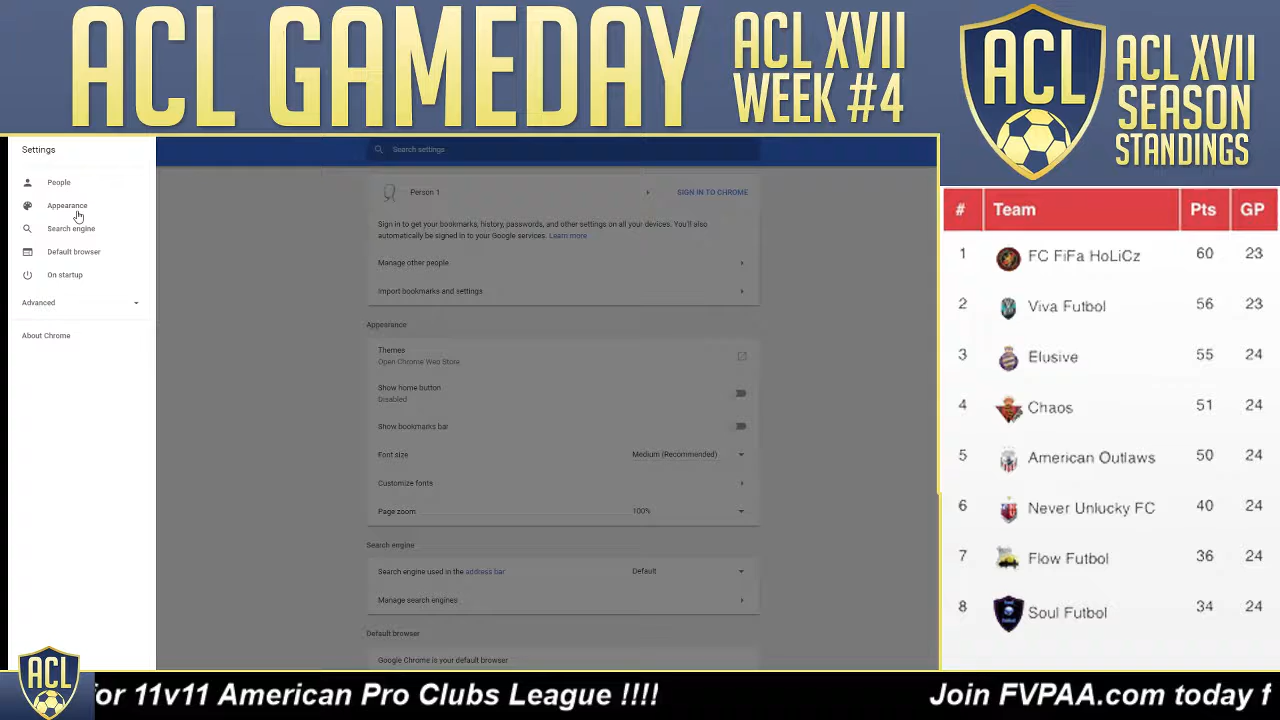 ACL GAMEDAY
ACL XVII
WEEK #4
ACL
ACL XVII
SEASON
STANDINGS
Settings
People
Appearance
Search engine
Default browser
On startup
Advanced
About Chrome
Search settings
Person 1
SIGN IN TO CHROME
Sign in to get your bookmarks, history, passwords, and other settings on all your devices. You'll also
automatically be signed in to your Google services. Learn more
Manage other people
Import bookmarks and settings
Appearance
Themes
Open Chrome Web Store
Show home button
Disabled
Show bookmarks bar
Font size Medium (Recommended)
Customize fonts
Page zoom 100%
Search engine
Search engine used in the address bar Default
Manage search engines
Default browser
Google Chrome is your default browser
# Team Pts GP
1 FC FiFa HoLiCz 60 23
2 Viva Futbol 56 23
3 Elusive 55 24
4 Chaos 51 24
5 American Outlaws 50 24
6 Never Unlucky FC 40 24
7 Flow Futbol 36 24
8 Soul Futbol 34 24
ACL
for 11v11 American Pro Clubs League !!!! Join FVPAA.com today f